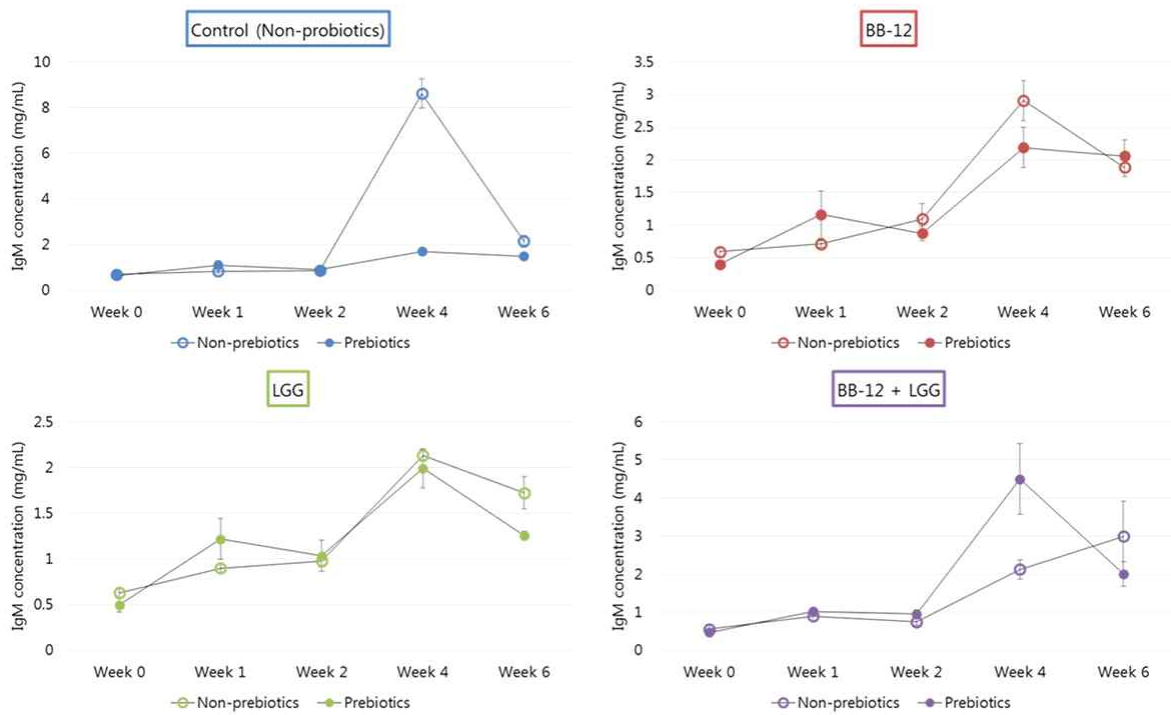 Control (Non-probiotics)
IgM concentration (mg/mL)
10
8
6
4
2
0
Week 0 Week 1 Week 2 Week 4 Week 6
Non-prebiotics Prebiotics
BB-12
IgM concentration (mg/mL)
3.5
3
2.5
2
1.5
1
0.5
0
Week 0 Week 1 Week 2 Week 4 Week 6
Non-prebiotics Prebiotics
LGG
IgM concentration (mg/mL)
2.5
2
1.5
1
0.5
0
Week 0 Week 1 Week 2 Week 4 Week 6
Non-prebiotics Prebiotics
BB-12 + LGG
IgM concentration (mg/mL)
6
5
4
3
2
1
0
Week 0 Week 1 Week 2 Week 4 Week 6
Non-prebiotics Prebiotics